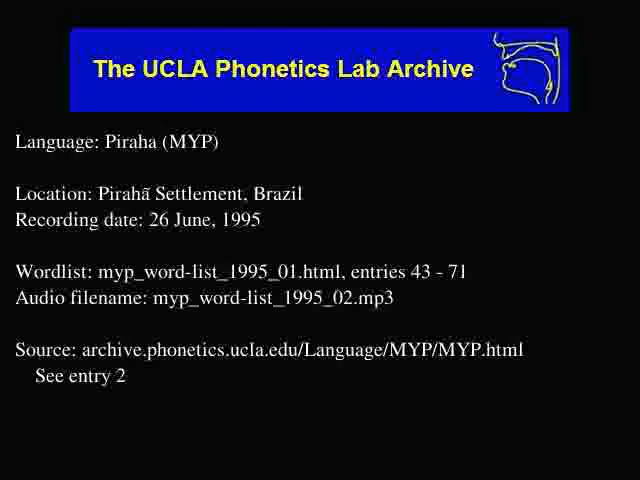 The UCLA Phonetics Lab Archive
Language: Piraha (MYP)
Location: Pirahã Settlement, Brazil
Recording date: 26 June, 1995
Wordlist: myp_word-list_1995_01.html, entries 43 - 71
Audio filename: myp_word-list_1995_02.mp3
Source: archive.phonetics.ucla.edu/Language/MYP/MYP.html
See entry 2